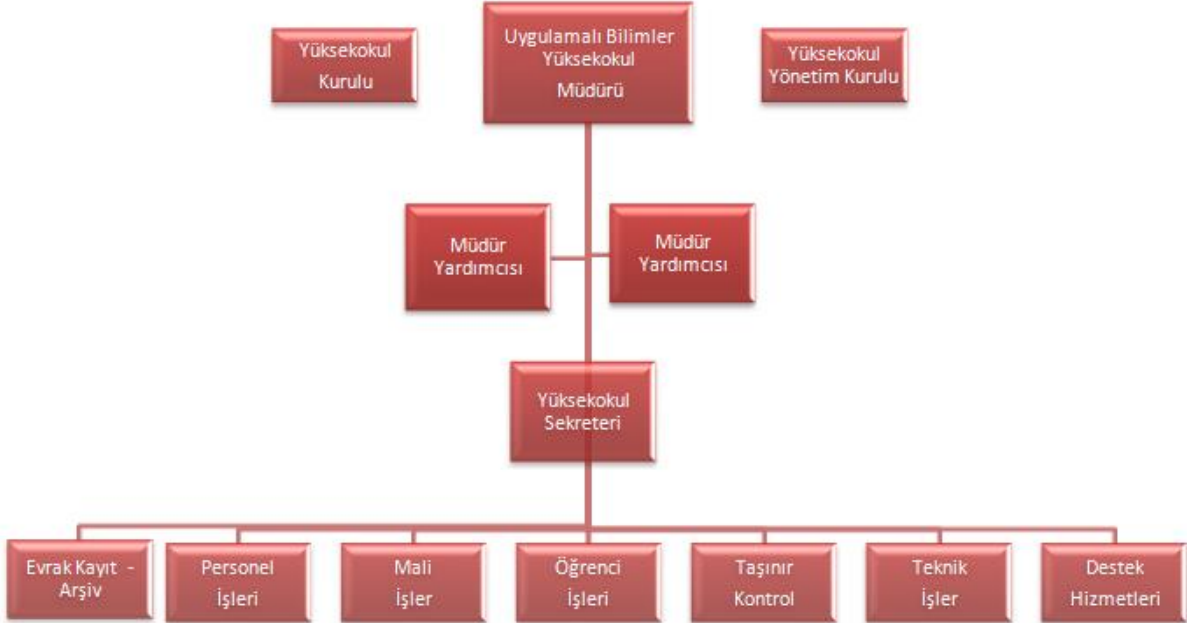 Yüksekokul
Kurulu
Uygulamalı Bilimler
Yüksekokul
Müdürü
Yüksekokul
Yönetim Kurulu
Müdür
Yardımcısı
Müdür
Yardımcısı
Yüksekokul
Sekreteri
Evrak Kayıt -
Arşiv
Personel
İşleri
Mali
İşler
Öğrenci
İşleri
Taşınır
Kontrol
Teknik
İşler
Destek
Hizmetleri